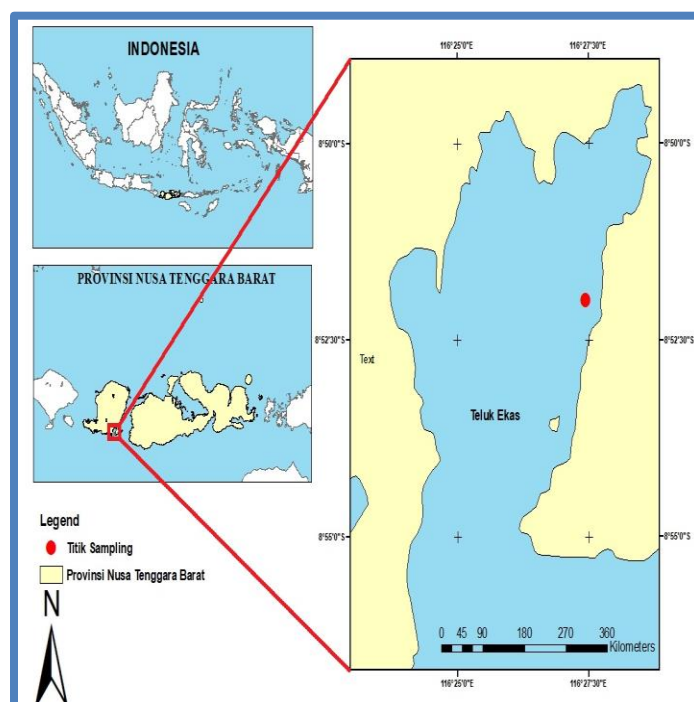 INDONESIA
PROVINSI NUSA TENGGARA BARAT
Legend
Titik Sampling
Provinsi Nusa Tenggara Barat
N
116°25'0"E 116°27'30"E
8°50'0"S 8°50'0"S
8°52'30"S 8°52'30"S
Text
Teluk Ekas
8°55'0"S 8°55'0"S
0 45 90 180 270 360
Kilometers
116°25'0"E 116°27'30"E